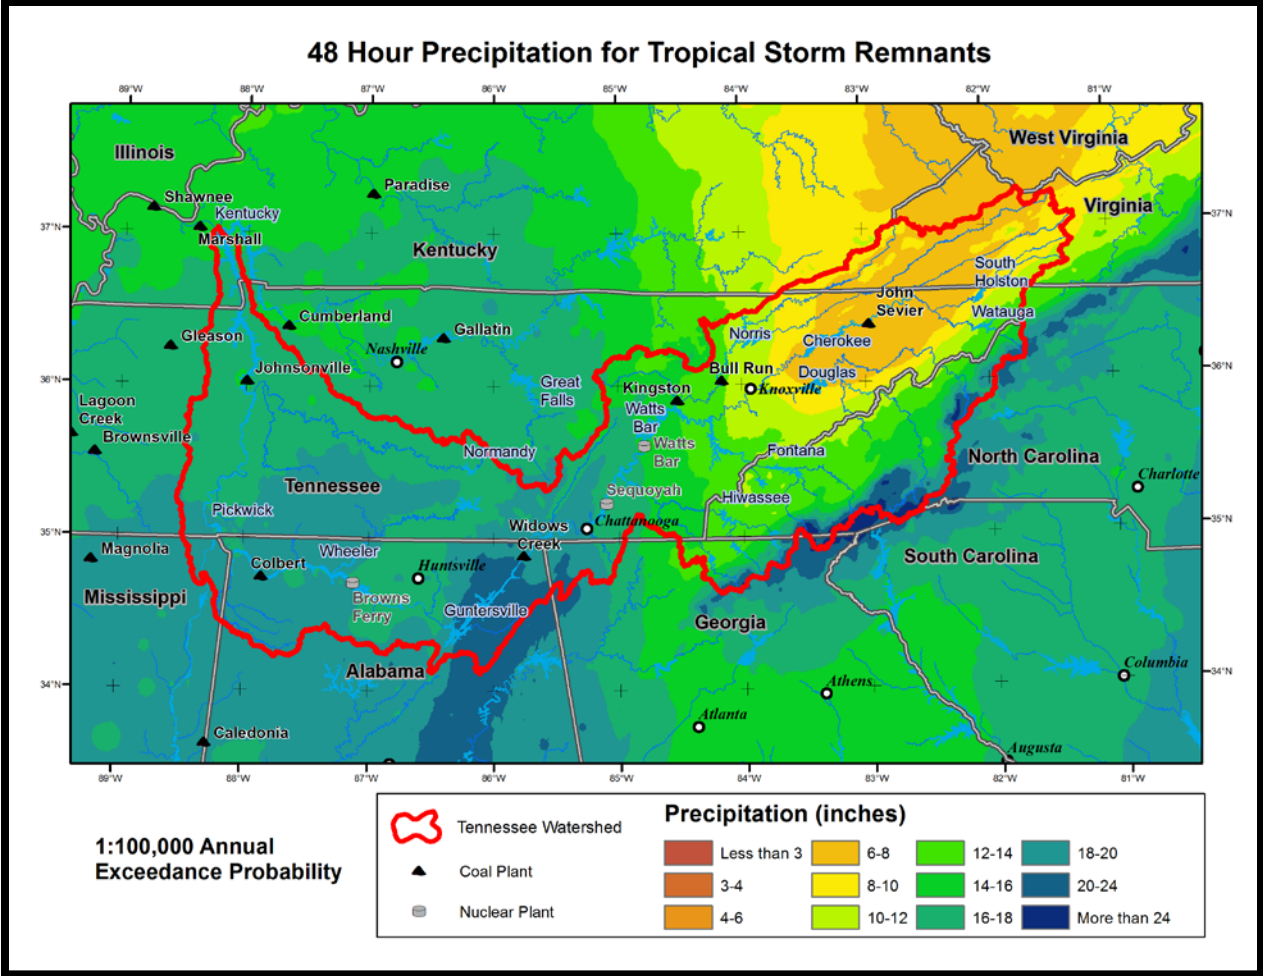 48 Hour Precipitation for Tropical Storm Remnants
89°W 88°W 87°W 86°W 85°W 84°W 83°W 82°W 81°W
West Virginia
Illinois
Paradise
Shawnee
Kentucky
Virginia
37°N
37°N
Marshall
Kentucky
South
Holston
John
Sevier
Cumberland
Watauga
Gallatin
Norris
Gleason
Cherokee
Nashville
36°N
36°N
Johnsonville
Bull Run
Douglas
Great
Falls
Kingston
Knoxville
Lagoon
Creek
Watts
Bar
Brownsville
Watts
Bar
Normandy
Fontana
North Carolina
Charlotte
Tennessee
Sequoyah
Hiwassee
Pickwick
35°N
35°N
Widows
Creek
Chattanooga
Magnolia
Wheeler
South Carolina
Colbert
Huntsville
Mississippi
Browns
Ferry
Guntersville
Georgia
Alabama
Columbia
34°N
34°N
Athens
Atlanta
Caledonia
Augusta
89°W 88°W 87°W 86°W 85°W 84°W 83°W 82°W 81°W
1:100,000 Annual
Exceedance Probability
Tennessee Watershed
Coal Plant
Nuclear Plant
Precipitation (inches)
Less than 3 6-8 12-14 18-20
3-4 8-10 14-16 20-24
4-6 10-12 16-18 More than 24